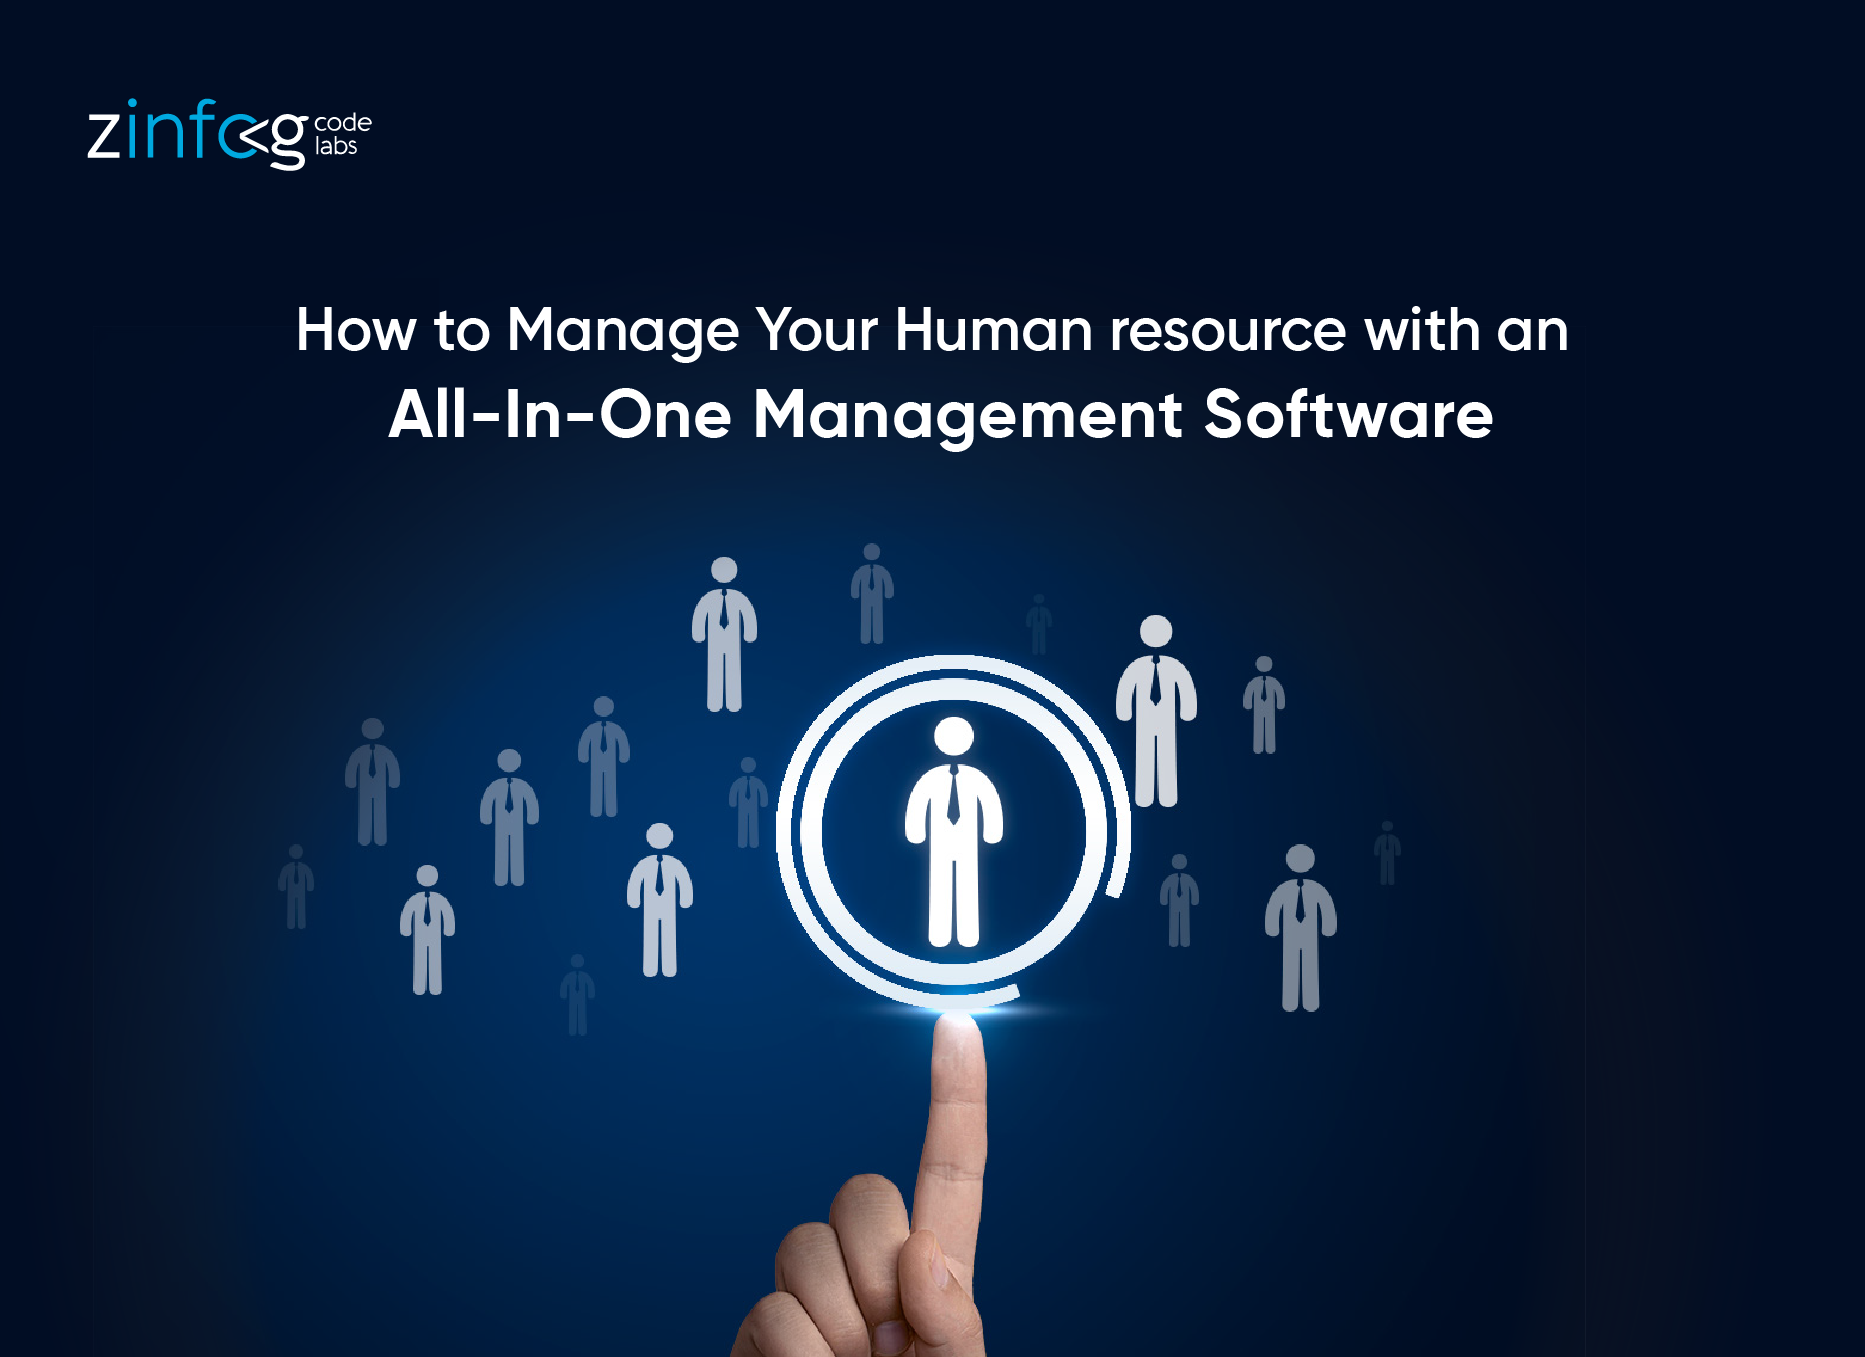 zinfog code
labs
How to Manage Your Human resource with an
All-In-One Management Software